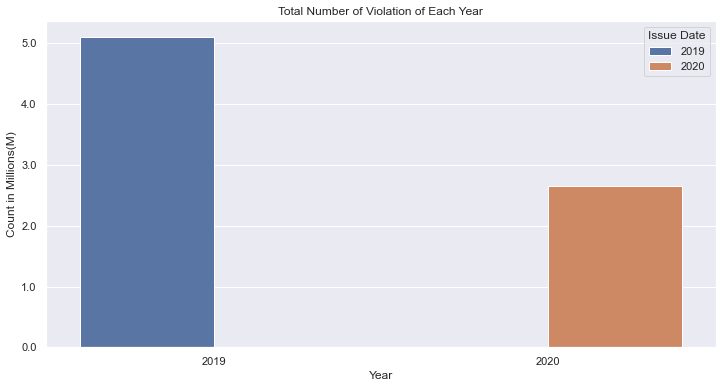 Total Number of Violation of Each Year
Issue Date
2019
2020
5.0
4.0
3.0
2.0
1.0
0.0
Count in Millions(M)
2019
2020
Year